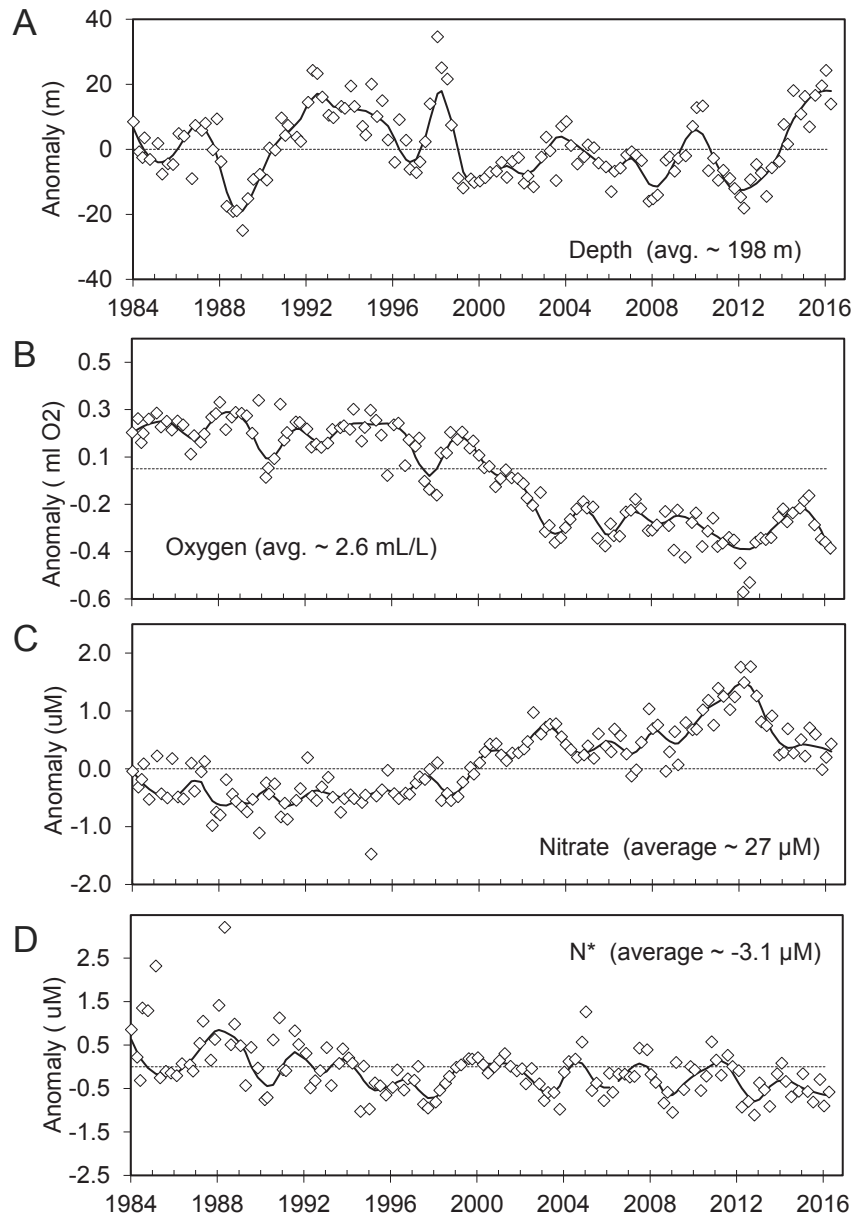 A
Anomaly (m)
40
20
0
-20
-40
Depth (avg. ~ 198 m)
1984 1988 1992 1996 2000 2004 2008 2012 2016
B
Anomaly ( ml O2)
0.5
0.3
0.1
-0.2
-0.4
-0.6
Oxygen (avg. ~ 2.6 mL/L)
C
Anomaly (uM)
2.0
1.0
0.0
-1.0
-2.0
Nitrate (average ~ 27 µM)
D
Anomaly ( uM)
2.5
1.5
0.5
-0.5
-1.5
-2.5
N* (average ~ -3.1 µM)
1984 1988 1992 1996 2000 2004 2008 2012 2016